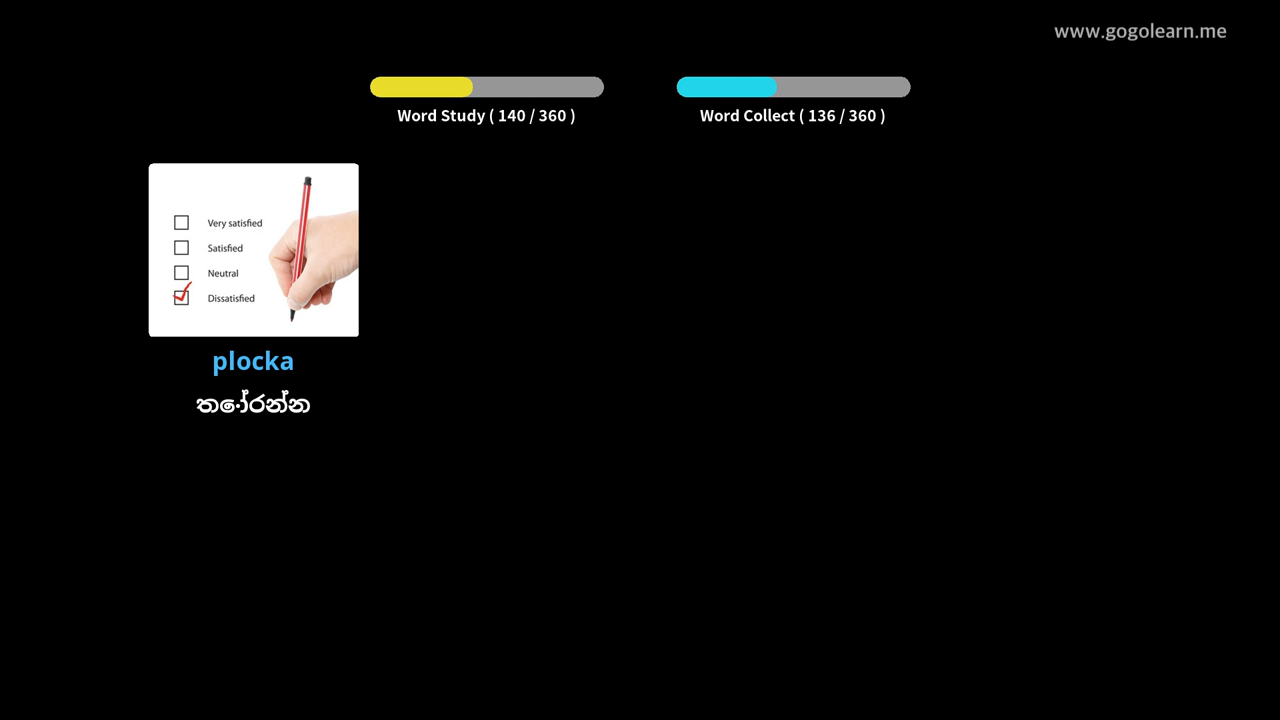 www.gogolearn.me
Word Study ( 140 / 360 )
Word Collect ( 136 / 360 )
Very satisfied
Satisfied
Neutral
Dissatisfied
plocka
තෝරන්න